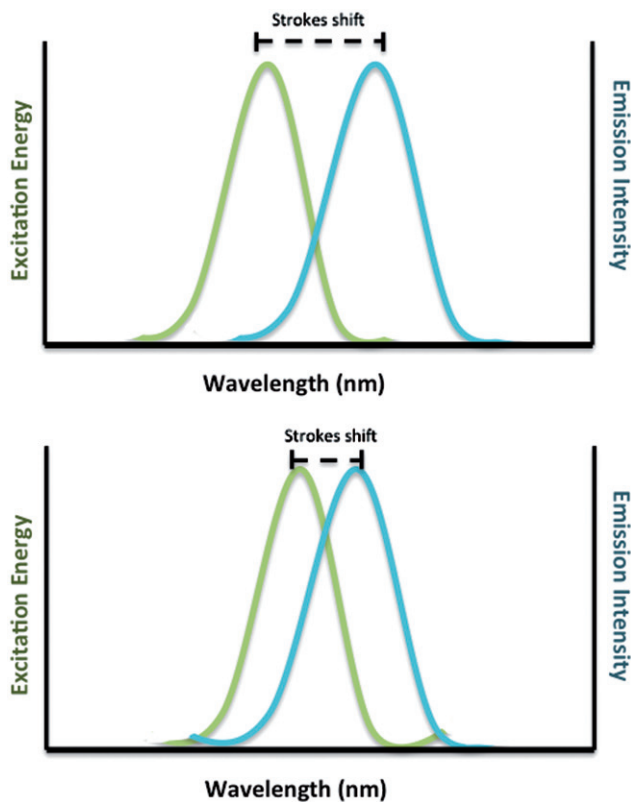 Strokes shift
Excitation Energy
Emission Intensity
Wavelength (nm)
Strokes shift
Excitation Energy
Emission Intensity
Wavelength (nm)